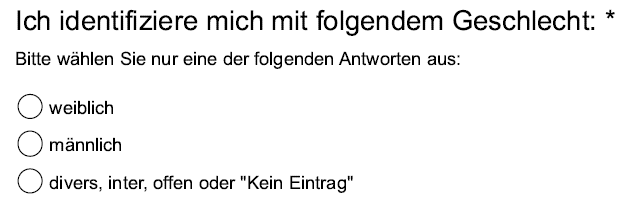 Ich identifiziere mich mit folgendem Geschlecht: *
Bitte wählen Sie nur eine der folgenden Antworten aus:
weiblich
männlich
divers, inter, offen oder "Kein Eintrag"